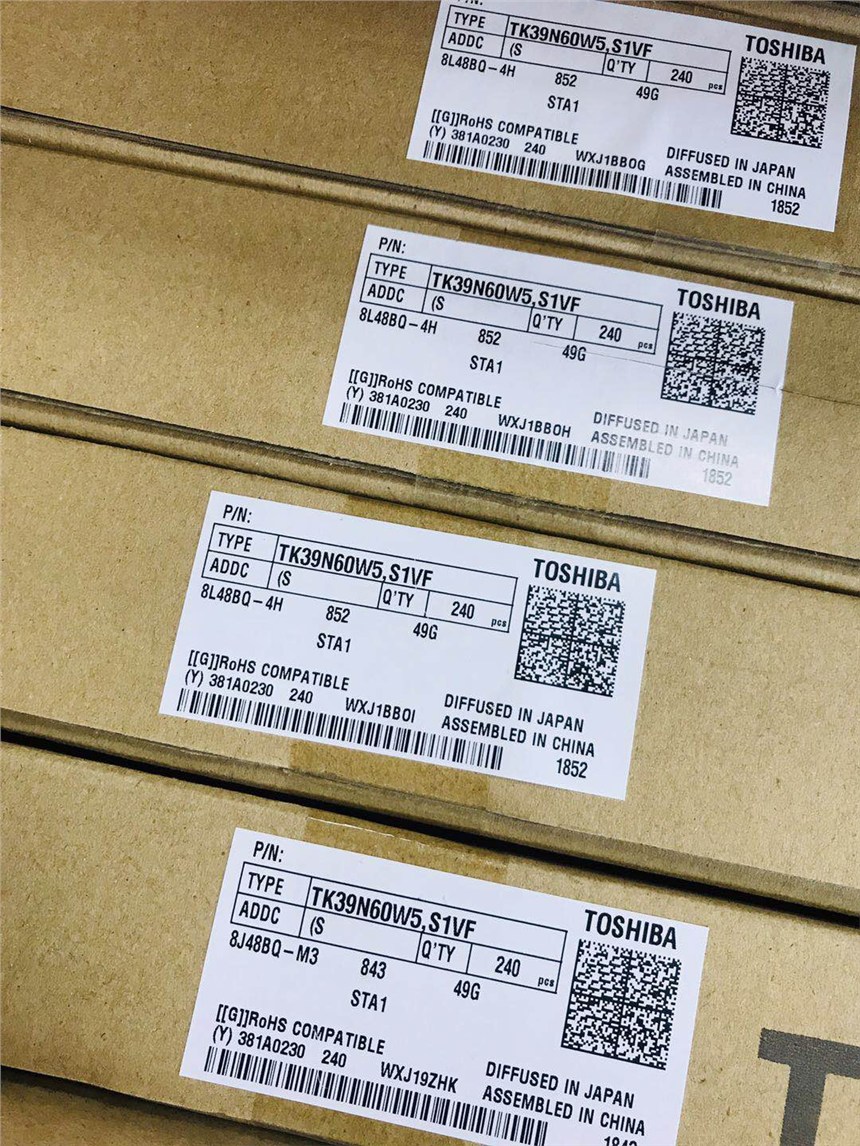 TYPE TK39N60W5,S1VF TOSHIBA
ADDC (S Q'TY 240 pcs
8L48BQ-4H 852 49G
STA1
[[G]]RoHS COMPATIBLE DIFFUSED IN JAPAN
(Y) 381A0230 240 WXJ1BB0G ASSEMBLED IN CHINA
1852
P/N:
TYPE TK39N60W5,S1VF TOSHIBA
ADDC (S Q'TY 240 pcs
8L48BQ-4H 852 49G
STA1
[[G]]RoHS COMPATIBLE DIFFUSED IN JAPAN
(Y) 381A0230 240 WXJ1BB0H ASSEMBLED IN CHINA
1852
P/N:
TYPE TK39N60W5,S1VF TOSHIBA
ADDC (S Q'TY 240 pcs
8L48BQ-4H 852 49G
STA1
[[G]]RoHS COMPATIBLE DIFFUSED IN JAPAN
(Y) 381A0230 240 WXJ1BB0I ASSEMBLED IN CHINA
1852
P/N:
TYPE TK39N60W5,S1VF TOSHIBA
ADDC (S Q'TY 240 pcs
8J48BQ-M3 843 49G
STA1
[[G]]RoHS COMPATIBLE DIFFUSED IN JAPAN
(Y) 381A0230 240 WXJ19ZHK ASSEMBLED IN CHINA